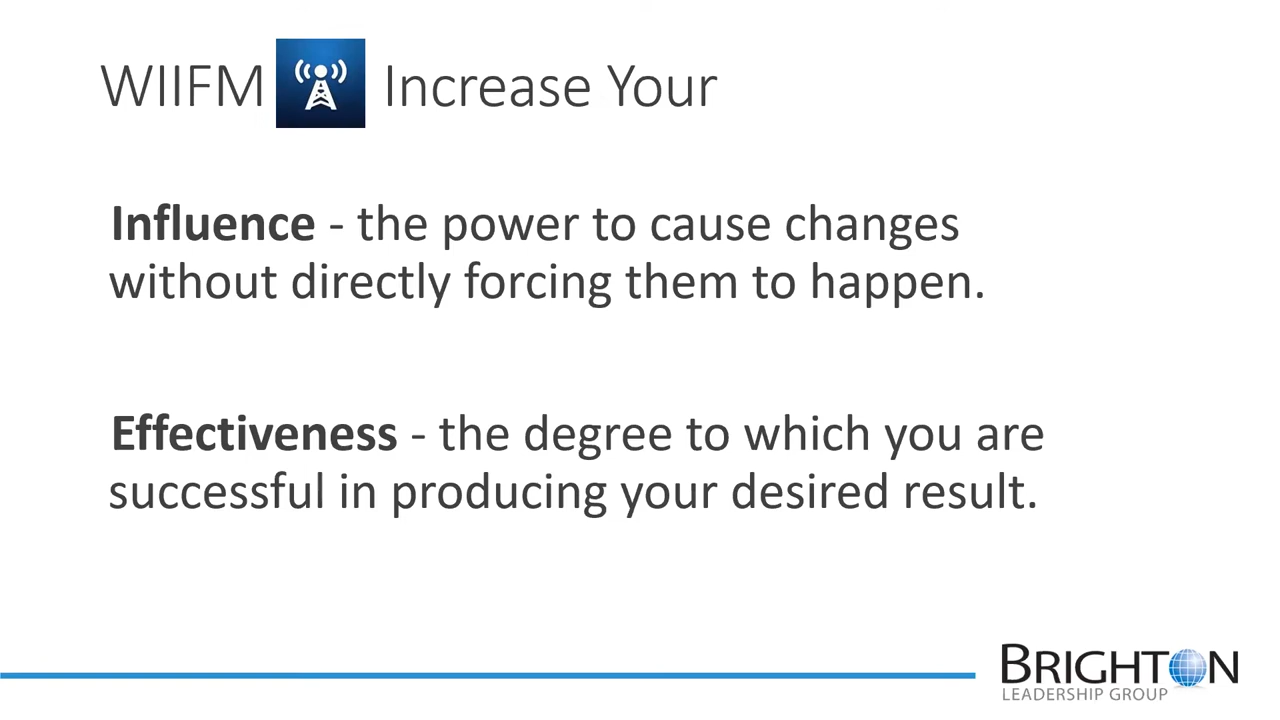 WIIFM Increase Your
Influence - the power to cause changes
without directly forcing them to happen.
Effectiveness - the degree to which you are
successful in producing your desired result.
BRIGHTON
LEADERSHIP GROUP